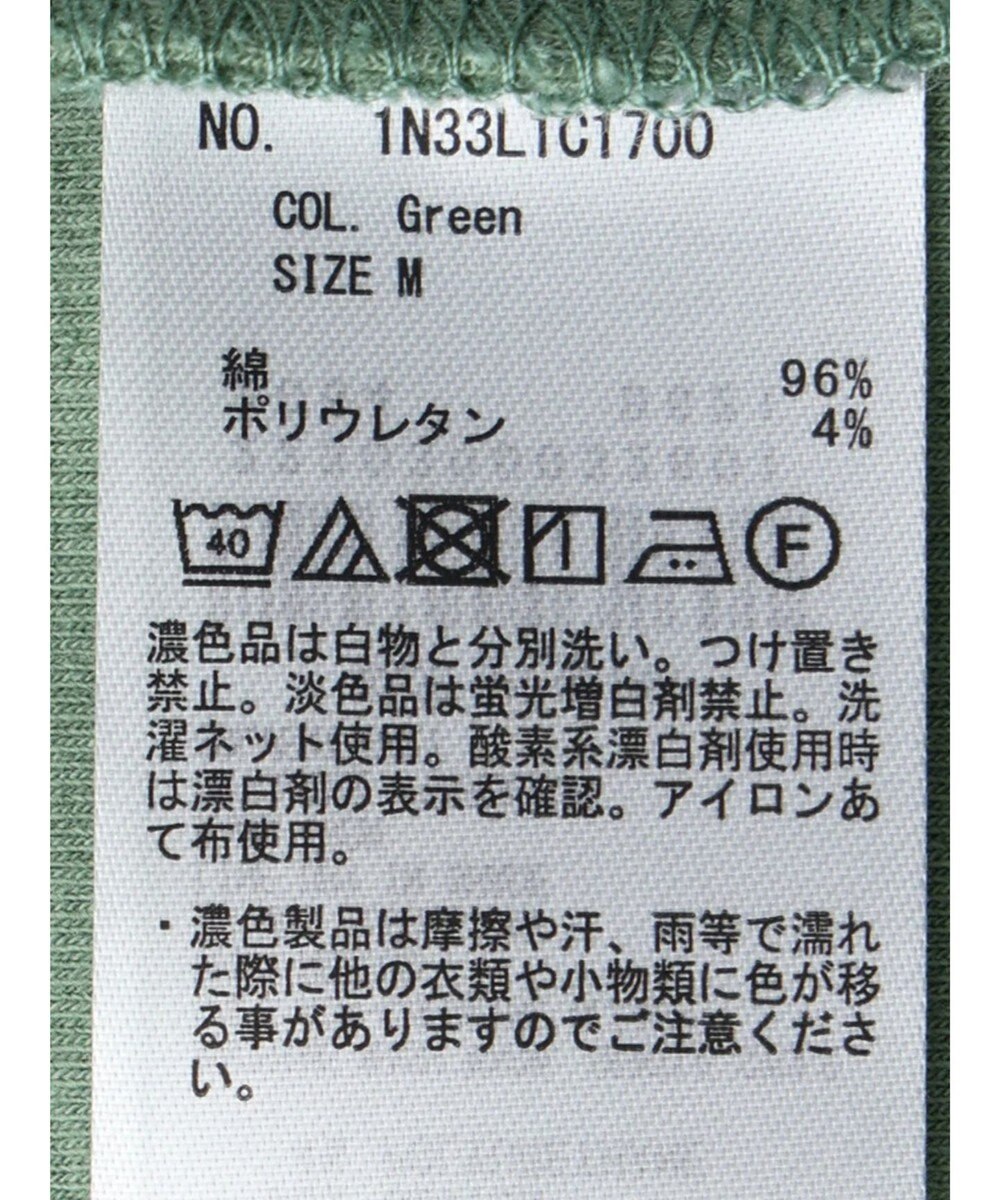 NO. 1N33L1C1700
COL. Green
SIZE M
綿 96%
ポリウレタン 4%
40
F
濃色品は白物と分別洗い。つけ置き
禁止。淡色品は蛍光増白剤禁止。洗
濯ネット使用。酸素系漂白剤使用時
は漂白剤の表示を確認。アイロンあ
て布使用。
・濃色製品は摩擦や汗、雨等で濡れ
た際に他の衣類や小物類に色が移
る事がありますのでご注意くださ
い。